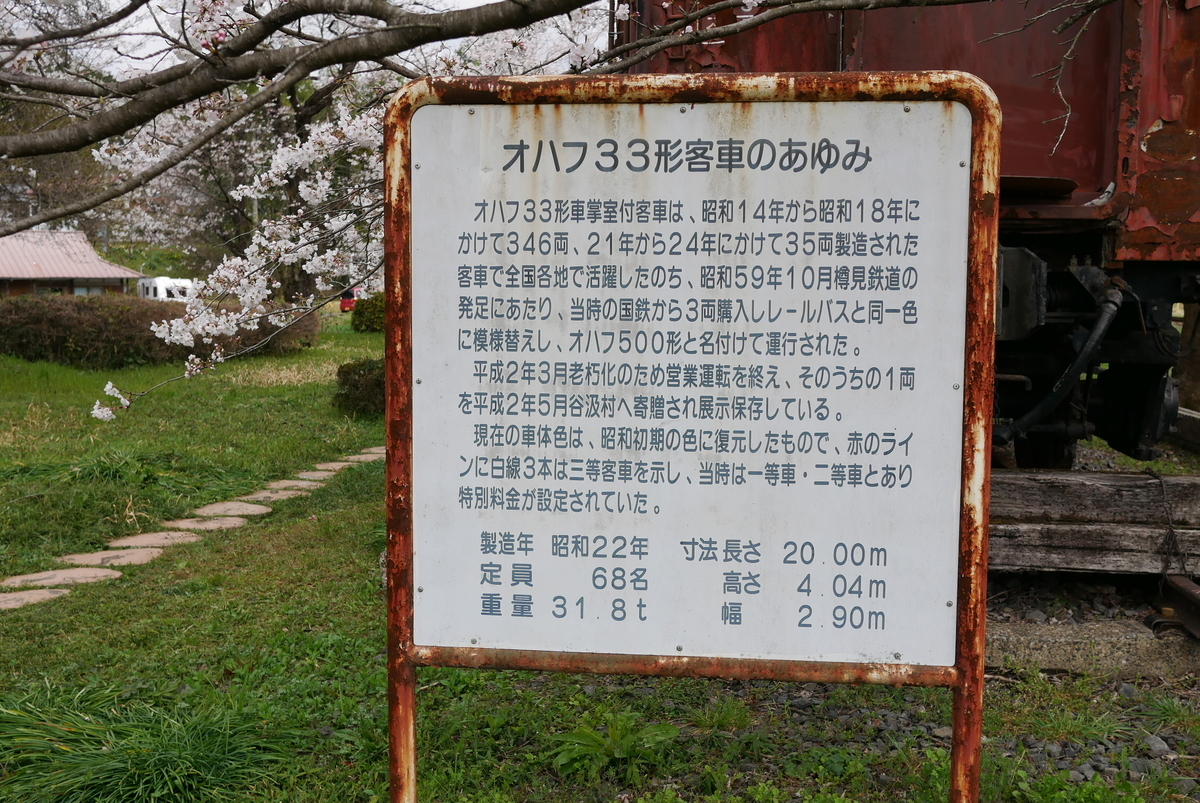 オハフ33形客車のあゆみ
オハフ33形車掌室付客車は、昭和14年から昭和18年に
かけて346両、21年から24年にかけて35両製造された
客車で全国各地で活躍したのち、昭和59年10月樽見鉄道の
発足にあたり、当時の国鉄から3両購入しレールバスと同一色
に模様替えし、オハフ500形と名付けて運行された。
平成2年3月老朽化のため営業運転を終え、そのうちの1両
を平成2年5月谷汲村へ寄贈され展示保存している。
現在の車体色は、昭和初期の色に復元したもので、赤のライ
ンに白線3本は三等客車を示し、当時は一等車・二等車とあり
特別料金が設定されていた。
製造年 昭和22年 寸法 長さ 20.00m
定員 68名 高さ 4.04m
重量 31.8t 幅 2.90m